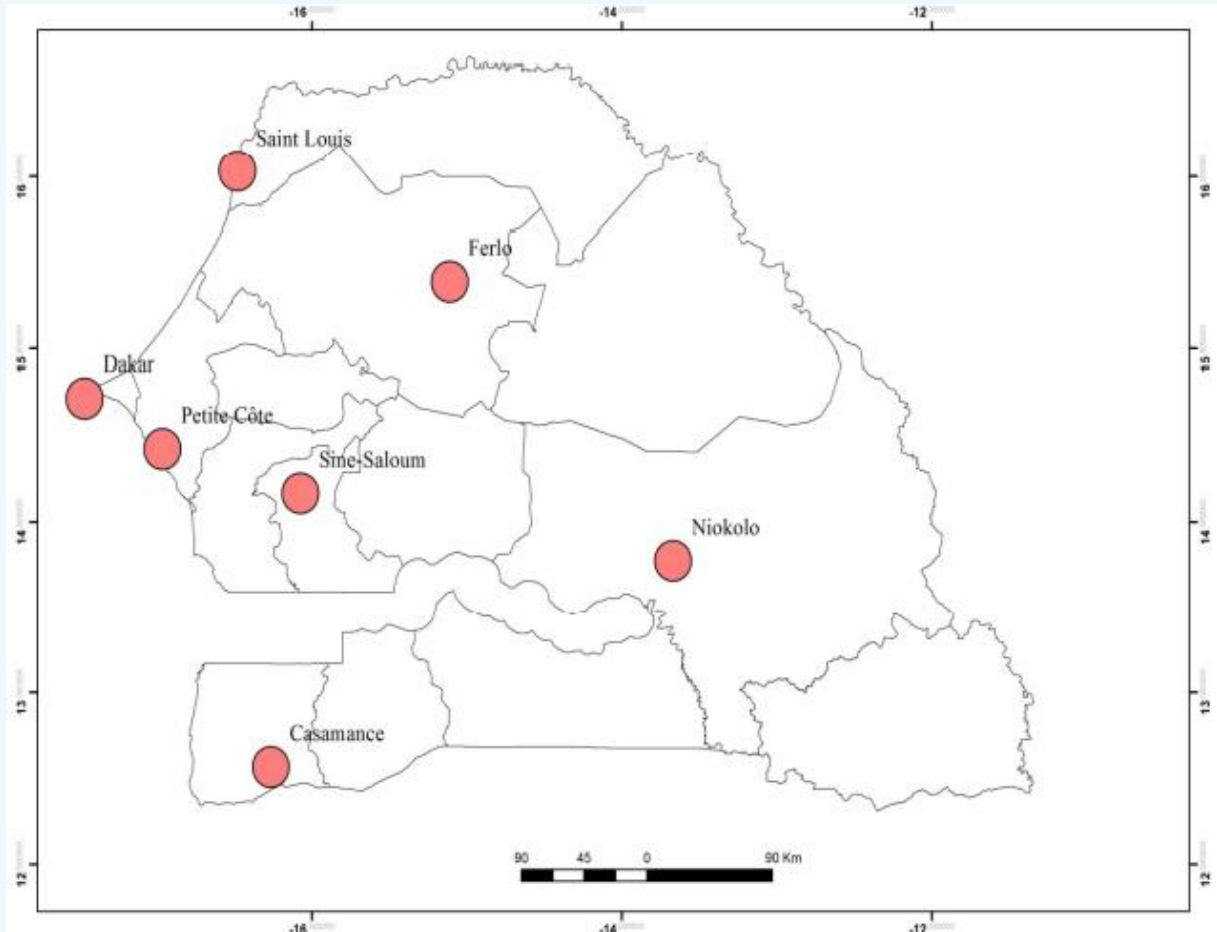 -16 -14 -12
Saint Louis
16 16
Ferlo
15 15
Dakar
Petite Côte
Sine-Saloum
14 14
Niokolo
13 13
Casamance
90 45 0 90 Km
12 12
-16 -14 -12